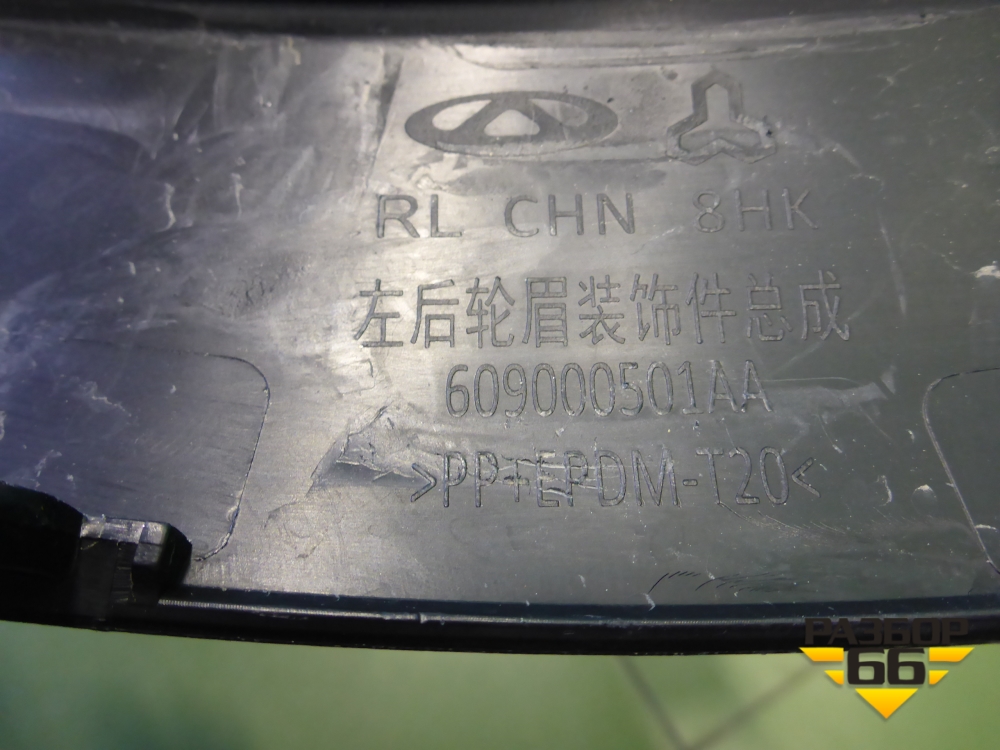 RL CHN 8HK
左后轮眉装饰件总成
609000501AA
>PP+EPDM-T20<
РАЗБОР
66